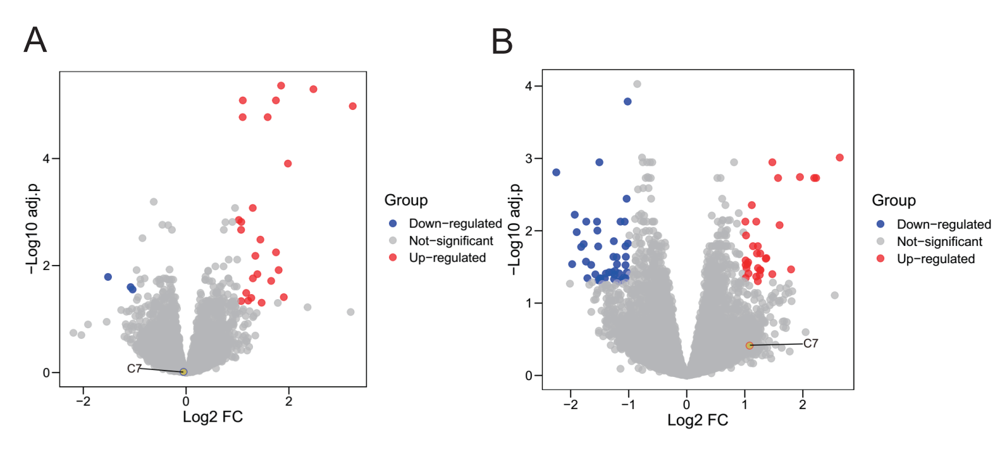 A
B
−Log10 adj.p
4
2
0
C7
−2
0
2
Log2 FC
Group
Down−regulated
Not−significant
Up−regulated
−Log10 adj.p
4
3
2
1
0
C7
−2
−1
0
1
2
Log2 FC
Group
Down−regulated
Not−significant
Up−regulated